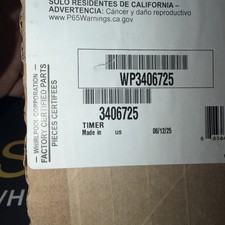 SOLO RESIDENTES DE CALIFORNIA –
ADVERTENCIA: Cáncer y daño reproductivo
www.P65Warnings.ca.gov
WP3406725
3406725
TIMER
Made in US 06/12/25
WHIRLPOOL CORPORATION
FACTORY CERTIFIED PARTS
PIECES CERTIFIEES